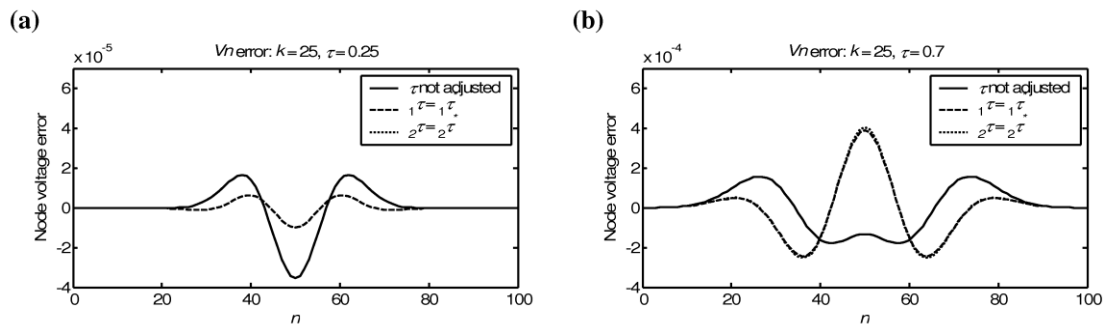 (a)
Vn error: k = 25, τ = 0.25
x 10⁻⁵
6
4
2
0
-2
-4
Node voltage error
τ not adjusted
₁τ = ₁τ*
₂τ = ₂τ*
0 20 40 60 80 100
n
(b)
Vn error: k = 25, τ = 0.7
x 10⁻⁴
6
4
2
0
-2
-4
Node voltage error
τ not adjusted
₁τ = ₁τ*
₂τ = ₂τ*
0 20 40 60 80 100
n